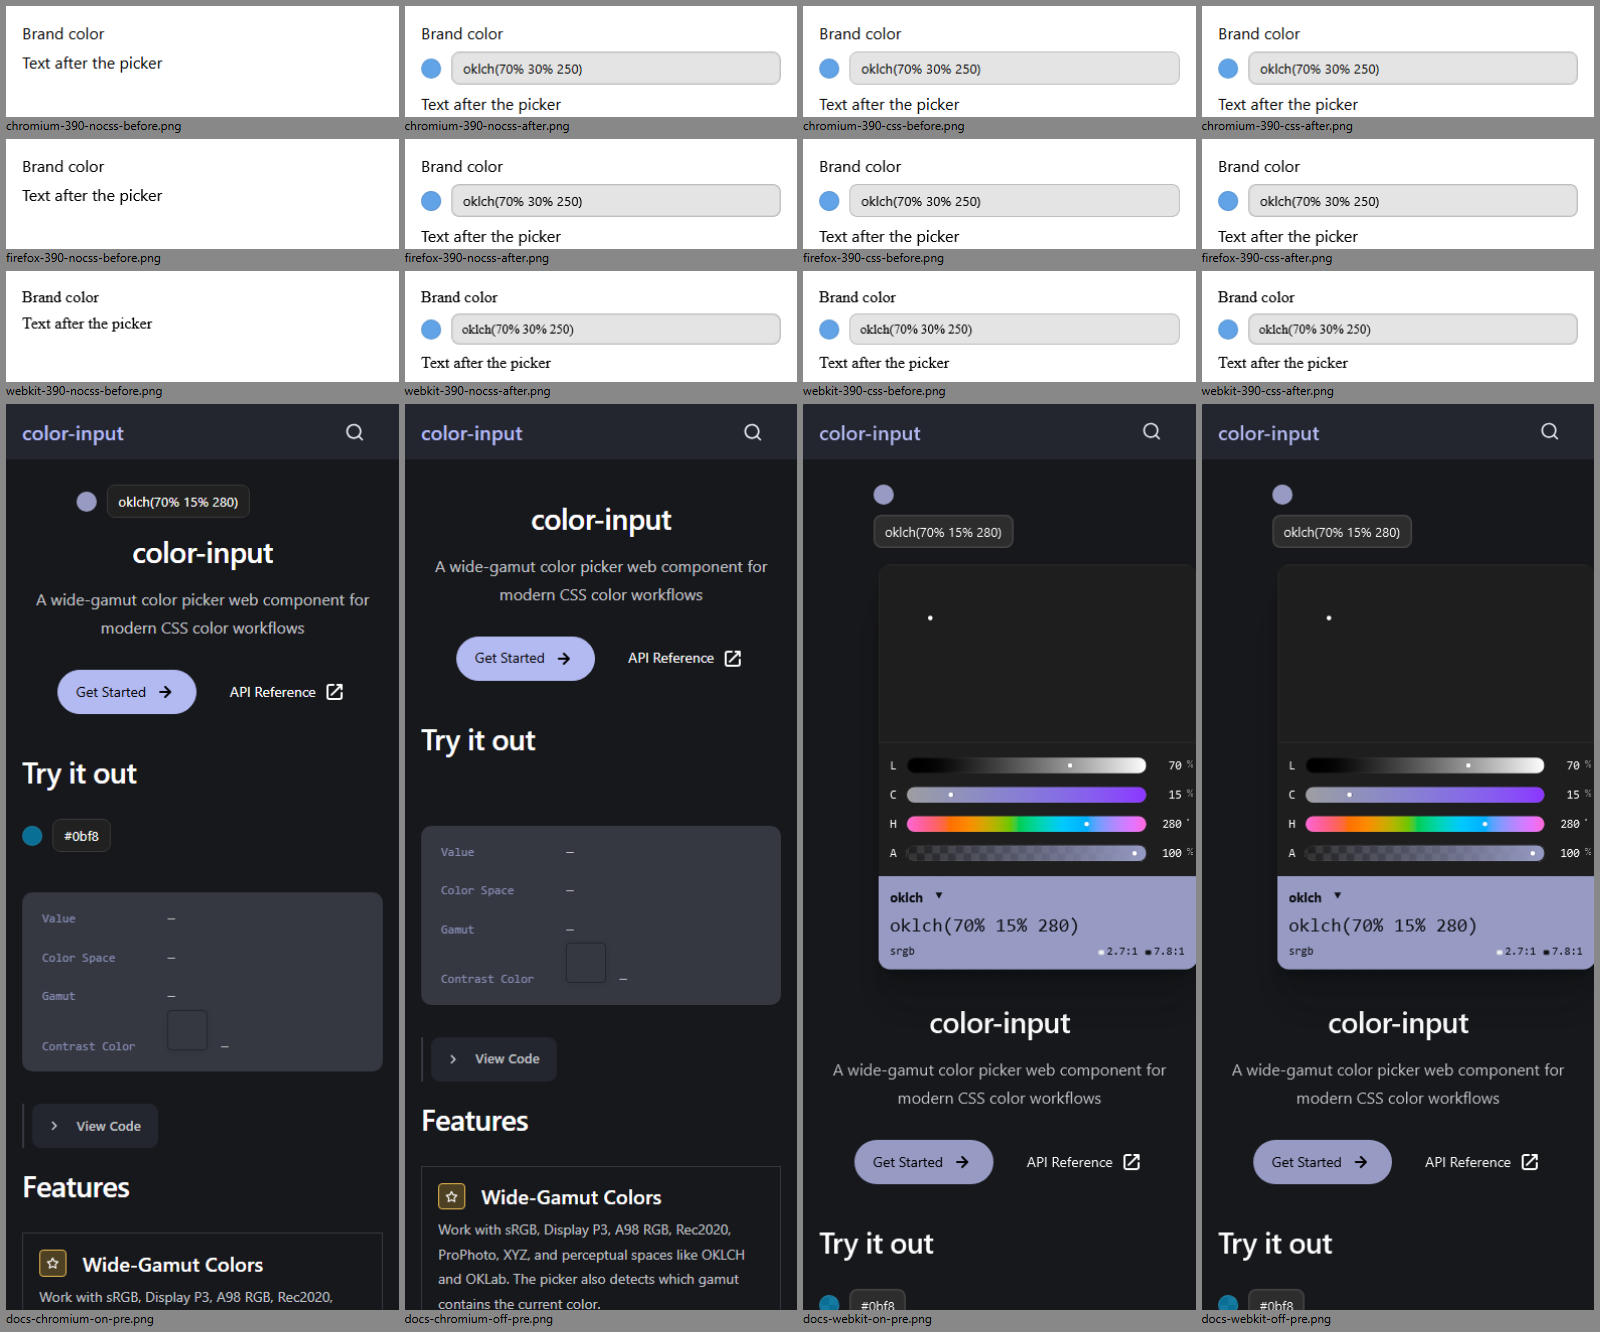 Brand color
Text after the picker
chromium-390-nocss-before.png
Brand color
oklch(70% 30% 250)
Text after the picker
chromium-390-nocss-after.png
Brand color
oklch(70% 30% 250)
Text after the picker
chromium-390-css-before.png
Brand color
oklch(70% 30% 250)
Text after the picker
chromium-390-css-after.png
Brand color
Text after the picker
firefox-390-nocss-before.png
Brand color
oklch(70% 30% 250)
Text after the picker
firefox-390-nocss-after.png
Brand color
oklch(70% 30% 250)
Text after the picker
firefox-390-css-before.png
Brand color
oklch(70% 30% 250)
Text after the picker
firefox-390-css-after.png
Brand color
Text after the picker
webkit-390-nocss-before.png
Brand color
oklch(70% 30% 250)
Text after the picker
webkit-390-nocss-after.png
Brand color
oklch(70% 30% 250)
Text after the picker
webkit-390-css-before.png
Brand color
oklch(70% 30% 250)
Text after the picker
webkit-390-css-after.png
color-input
oklch(70% 15% 280)
color-input
A wide-gamut color picker web component for
modern CSS color workflows
Get Started
API Reference
Try it out
#0bf8
Value –
Color Space –
Gamut –
Contrast Color –
View Code
Features
Wide-Gamut Colors
Work with sRGB, Display P3, A98 RGB, Rec2020,
docs-chromium-on-pre.png
color-input
color-input
A wide-gamut color picker web component for
modern CSS color workflows
Get Started
API Reference
Try it out
Value –
Color Space –
Gamut –
Contrast Color –
View Code
Features
Wide-Gamut Colors
Work with sRGB, Display P3, A98 RGB, Rec2020,
ProPhoto, XYZ, and perceptual spaces like OKLCH
and OKLab. The picker also detects which gamut
contains the current color.
docs-chromium-off-pre.png
color-input
oklch(70% 15% 280)
L 70 %
C 15 %
H 280 °
A 100 %
oklch
oklch(70% 15% 280)
srgb 2.7:1 7.8:1
color-input
A wide-gamut color picker web component for
modern CSS color workflows
Get Started
API Reference
Try it out
#0bf8
docs-webkit-on-pre.png
color-input
oklch(70% 15% 280)
L 70 %
C 15 %
H 280 °
A 100 %
oklch
oklch(70% 15% 280)
srgb 2.7:1 7.8:1
color-input
A wide-gamut color picker web component for
modern CSS color workflows
Get Started
API Reference
Try it out
#0bf8
docs-webkit-off-pre.png